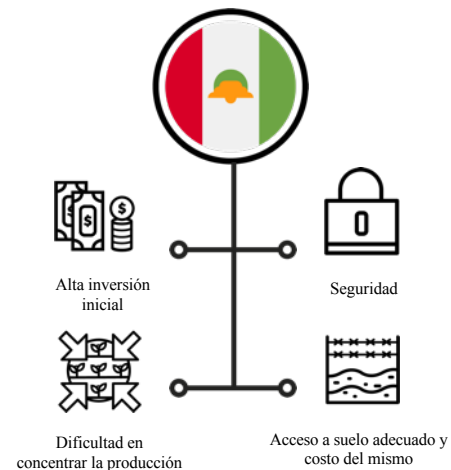 $
$
$
Alta inversión
inicial
Seguridad
Dificultad en
concentrar la producción
Acceso a suelo adecuado y
costo del mismo